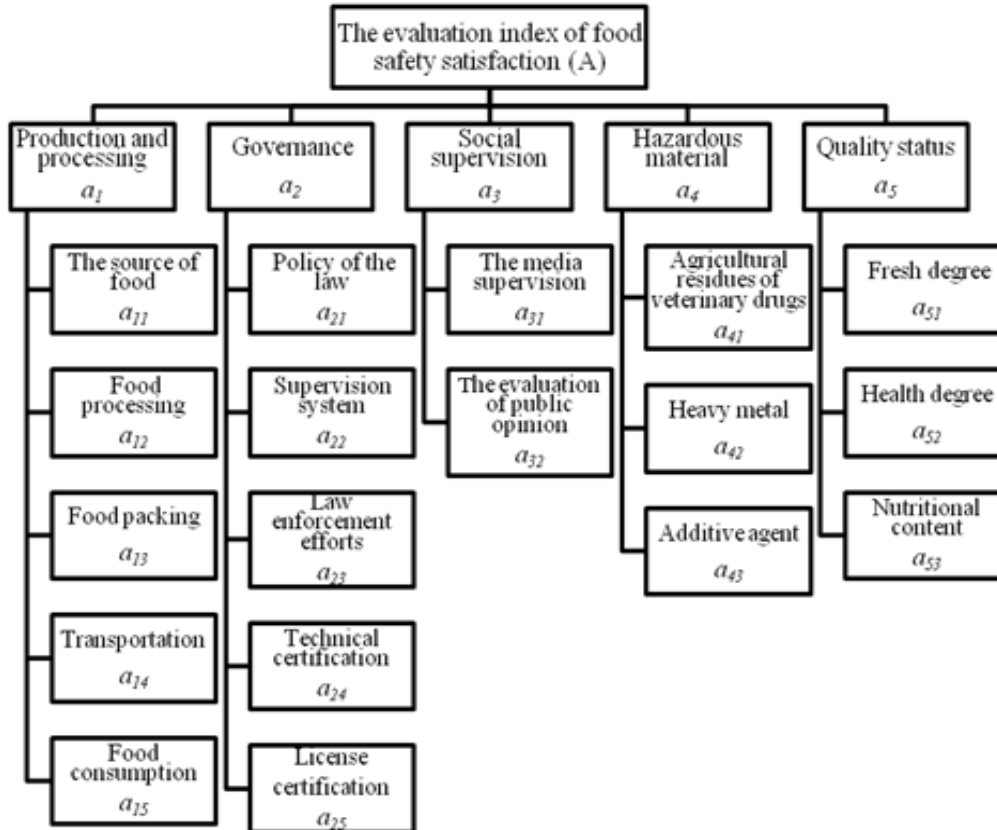 The evaluation index of food
safety satisfaction (A)
Production and
processing
a1
Governance
a2
Social
supervision
a3
Hazardous
material
a4
Quality status
a5
The source of
food
a11
Food
processing
a12
Food packing
a13
Transportation
a14
Food
consumption
a15
Policy of the
law
a21
Supervision
system
a22
Law
enforcement
efforts
a23
Technical
certification
a24
License
certification
a25
The media
supervision
a31
The evaluation
of public
opinion
a32
Agricultural
residues of
veterinary drugs
a41
Heavy metal
a42
Additive agent
a43
Fresh degree
a51
Health degree
a52
Nutritional
content
a53